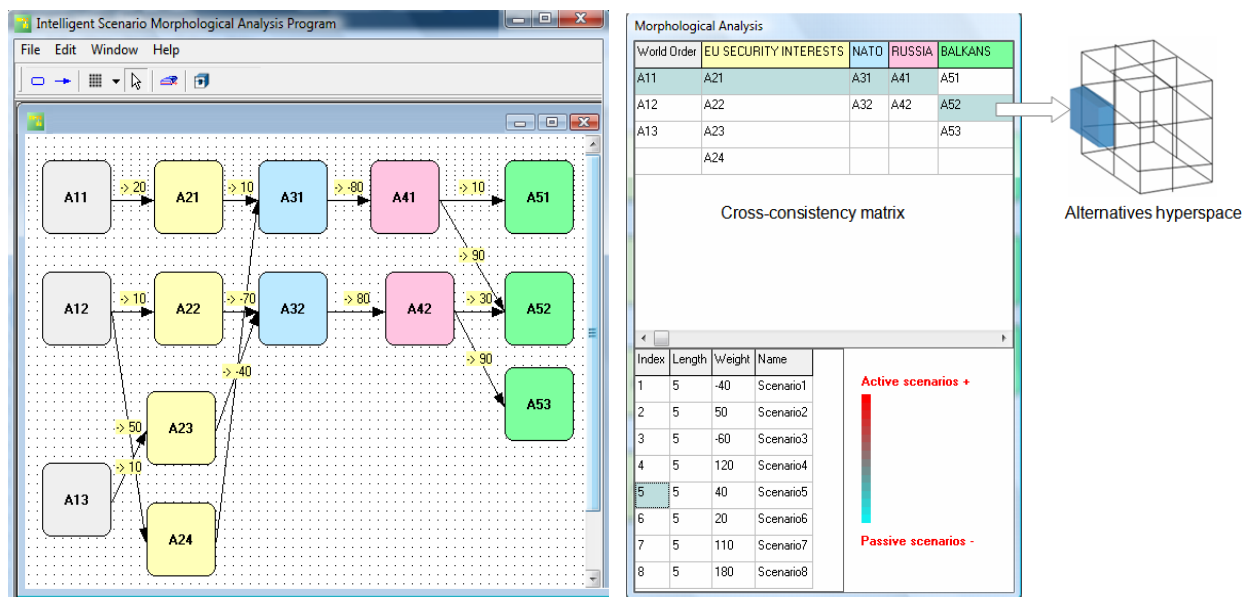 Intelligent Scenario Morphological Analysis Program
File Edit Window Help
A11 -> 20 A21 -> 10 A31 -> -80 A41 -> 10 A51
-> 90
A12 -> 10 A22 -> -70 A32 -> 80 A42 -> 30 A52
-> -40 -> 90
A23 A53
-> 50
-> 10
A13
A24
Morphological Analysis
World Order EU SECURITY INTERESTS NATO RUSSIA BALKANS
A11 A21 A31 A41 A51
A12 A22 A32 A42 A52
A13 A23 A53
A24
Cross-consistency matrix
Alternatives hyperspace
Index Length Weight Name
1 5 -40 Scenario1
2 5 50 Scenario2
3 5 -60 Scenario3
4 5 120 Scenario4
5 5 40 Scenario5
6 5 20 Scenario6
7 5 110 Scenario7
8 5 180 Scenario8
Active scenarios +
Passive scenarios -